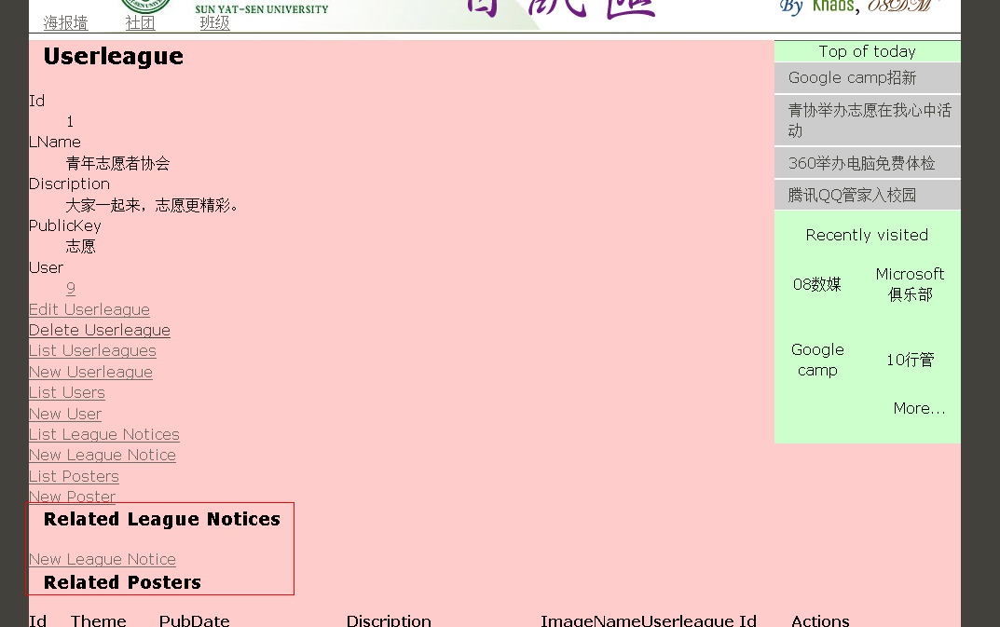 SUN YAT-SEN UNIVERSITY
By Khaos, 08DM
海报墙 社团 班级
Userleague
Id
1
LName
青年志愿者协会
Discription
大家一起来，志愿更精彩。
PublicKey
志愿
User
9
Edit Userleague
Delete Userleague
List Userleagues
New Userleague
List Users
New User
List League Notices
New League Notice
List Posters
New Poster
Related League Notices
New League Notice
Related Posters
Id Theme PubDate Discription ImageNameUserleague Id Actions
Top of today
Google camp招新
青协举办志愿在我心中活
动
360举办电脑免费体检
腾讯QQ管家入校园
Recently visited
08数媒
Microsoft
俱乐部
Google
camp
10行管
More...